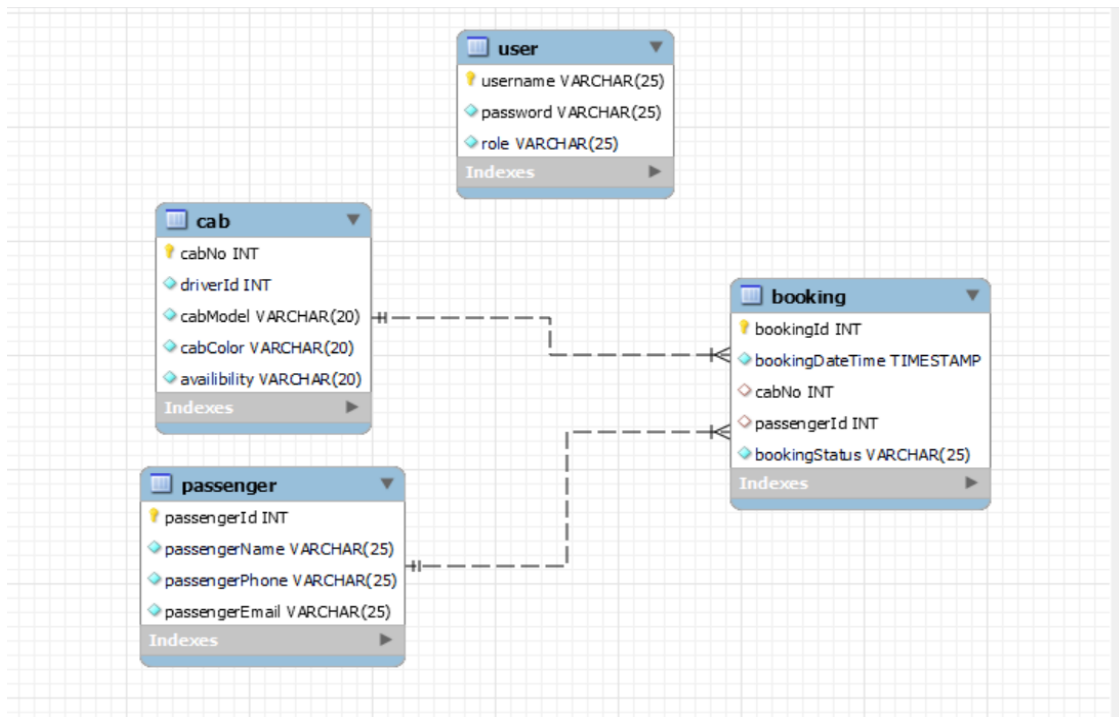 user
username VARCHAR(25)
password VARCHAR(25)
role VARCHAR(25)
Indexes
cab
cabNo INT
driverId INT
cabModel VARCHAR(20)
cabColor VARCHAR(20)
availibility VARCHAR(20)
Indexes
booking
bookingId INT
bookingDateTime TIMESTAMP
cabNo INT
passengerId INT
bookingStatus VARCHAR(25)
Indexes
passenger
passengerId INT
passengerName VARCHAR(25)
passengerPhone VARCHAR(25)
passengerEmail VARCHAR(25)
Indexes